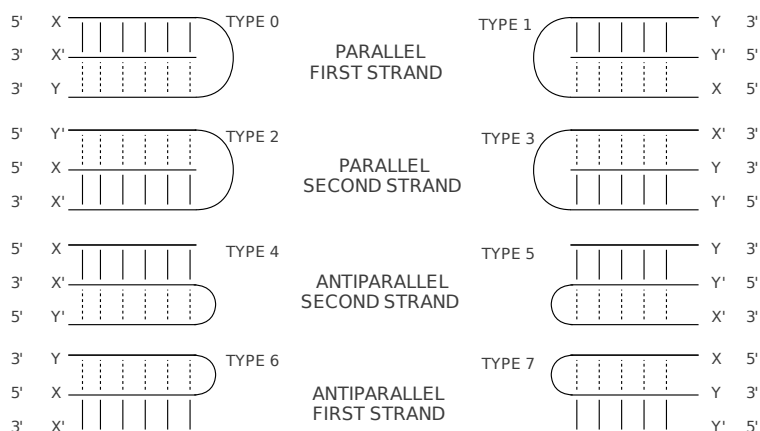 5' X TYPE 0 TYPE 1 Y 3'
3' X' PARALLEL Y' 5'
FIRST STRAND
3' Y X 5'
5' Y' TYPE 2 TYPE 3 X' 3'
5' X PARALLEL Y 3'
SECOND STRAND
3' X' Y' 5'
5' X TYPE 4 TYPE 5 Y 3'
3' X' ANTIPARALLEL Y' 5'
SECOND STRAND
5' Y' X' 3'
3' Y TYPE 6 TYPE 7 X 5'
5' X ANTIPARALLEL Y 3'
FIRST STRAND
3' X' Y' 5'